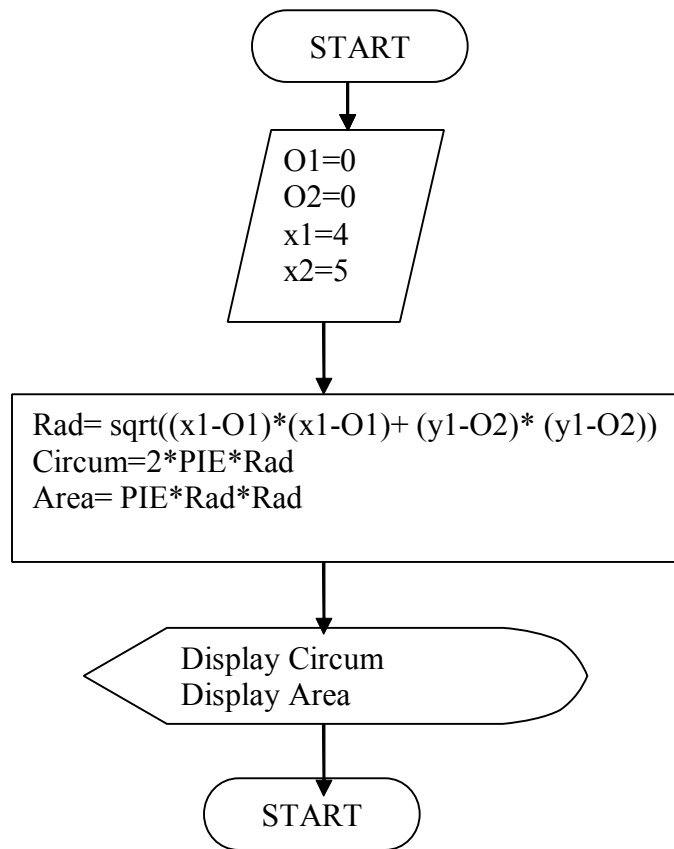 START
O1=0
O2=0
x1=4
x2=5
Rad= sqrt((x1-O1)*(x1-O1)+ (y1-O2)* (y1-O2))
Circum=2*PIE*Rad
Area= PIE*Rad*Rad
Display Circum
Display Area
START